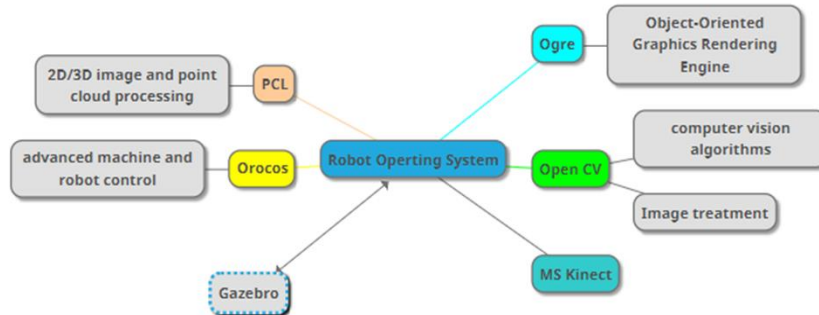 Object-Oriented
Graphics Rendering
Engine
Ogre
2D/3D image and point
cloud processing
PCL
computer vision
algorithms
advanced machine and
robot control
Orocos
Robot Operting System
Open CV
Image treatment
MS Kinect
Gazebro